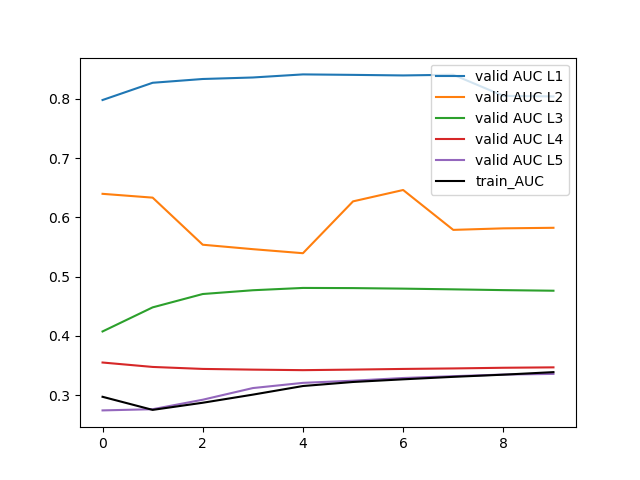 valid AUC L1
valid AUC L2
valid AUC L3
valid AUC L4
valid AUC L5
train_AUC
0.8
0.7
0.6
0.5
0.4
0.3
0 2 4 6 8